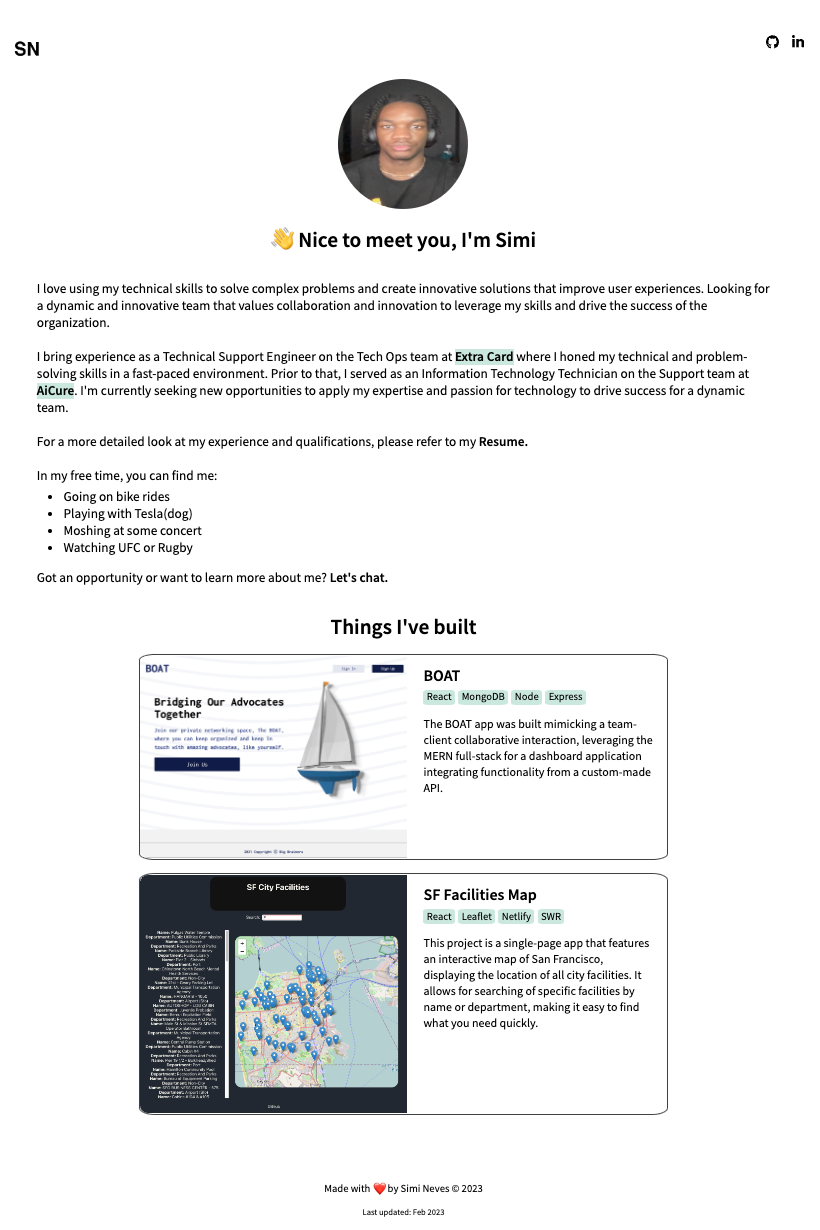 SN
👋 Nice to meet you, I'm Simi
I love using my technical skills to solve complex problems and create innovative solutions that improve user experiences. Looking for
a dynamic and innovative team that values collaboration and innovation to leverage my skills and drive the success of the
organization.
I bring experience as a Technical Support Engineer on the Tech Ops team at Extra Card where I honed my technical and problem-
solving skills in a fast-paced environment. Prior to that, I served as an Information Technology Technician on the Support team at
AiCure. I'm currently seeking new opportunities to apply my expertise and passion for technology to drive success for a dynamic
team.
For a more detailed look at my experience and qualifications, please refer to my Resume.
In my free time, you can find me:
• Going on bike rides
• Playing with Tesla(dog)
• Moshing at some concert
• Watching UFC or Rugby
Got an opportunity or want to learn more about me? Let's chat.
Things I've built
BOAT
Sign In Sign Up
Bridging Our Advocates
Together
Join our private networking space, The BOAT,
where you can keep organized and keep in
touch with amazing advocates, like yourself.
Join Us
2021 Copyright Ⓒ Big Brainers
BOAT
React MongoDB Node Express
The BOAT app was built mimicking a team-
client collaborative interaction, leveraging the
MERN full-stack for a dashboard application
integrating functionality from a custom-made
API.
SF City Facilities
Search:
SF Facilities Map
React Leaflet Netlify SWR
This project is a single-page app that features
an interactive map of San Francisco,
displaying the location of all city facilities. It
allows for searching of specific facilities by
name or department, making it easy to find
what you need quickly.
Made with ❤️ by Simi Neves © 2023
Last updated: Feb 2023